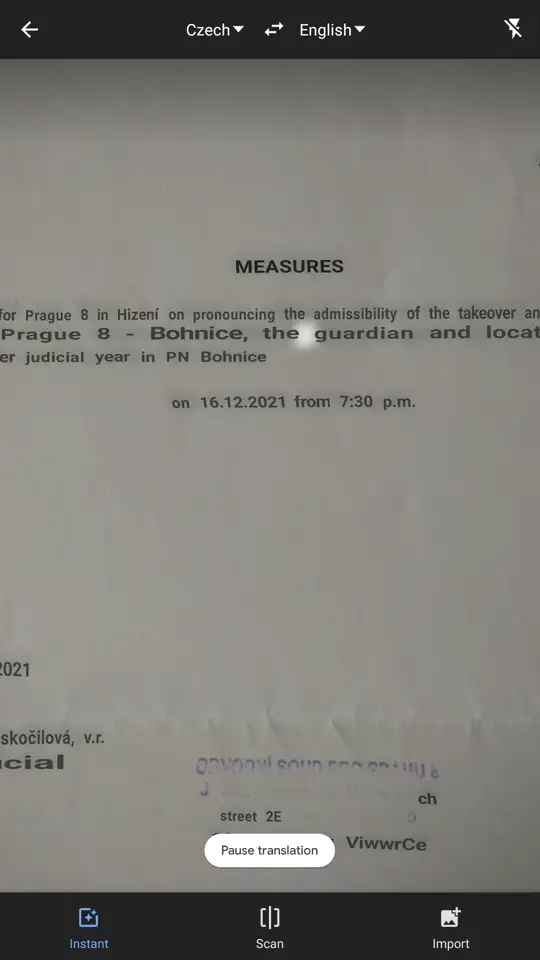 Czech English
MEASURES
for Prague 8 in Hizení on pronouncing the admissibility of the takeover an
Prague 8 - Bohnice, the guardian and locat
er judicial year in PN Bohnice
on 16.12.2021 from 7:30 p.m.
2021
skočilová, v.r.
cial
ch
street 2E
ViwwrCe
Pause translation
Instant Scan Import